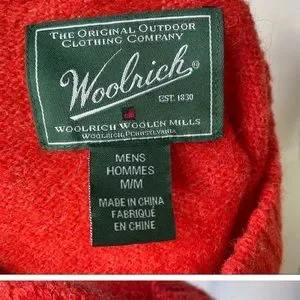 THE ORIGINAL OUTDOOR
CLOTHING COMPANY
Woolrich®
EST. 1830
WOOLRICH WOOLEN MILLS
WOOLRICH, PENNSYLVANIA
MENS
HOMMES
M/M
MADE IN CHINA
FABRIQUÉ
EN CHINE